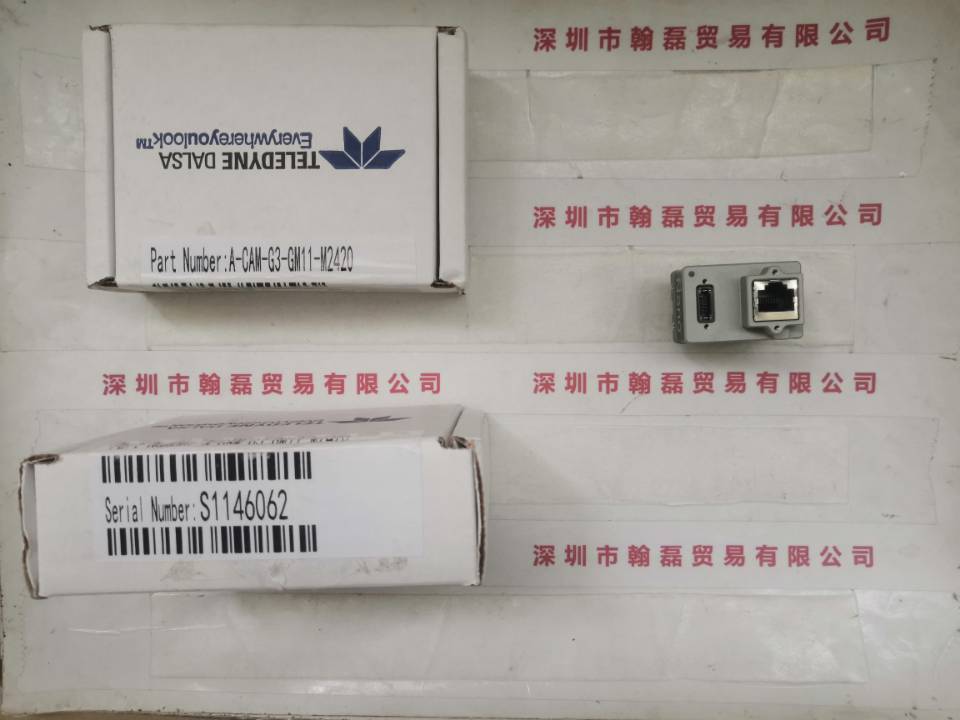 深圳市翰磊贸易有限公司
TELEDYNE DALSA
Everywhereyoulook™
深圳市翰磊贸易有限公司
Part Number:A-CAM-G3-GM11-M2420
深圳市翰磊贸易有限公司
深圳市翰磊贸易有限公司
Serial Number:S1146062
深圳市翰磊贸易有限公司